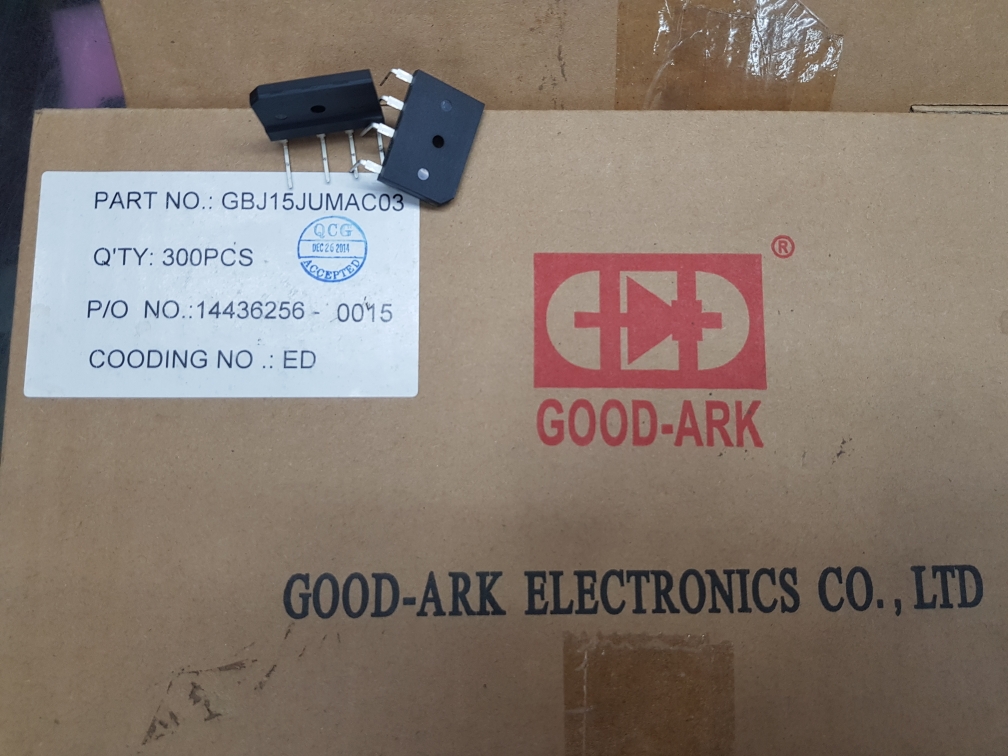 PART NO.: GBJ15JUMAC03
Q'TY: 300PCS
QCG
DEC 26 2014
ACCEPTED
P/O NO.:14436256 - 0015
COODING NO .: ED
®
GOOD-ARK
GOOD-ARK ELECTRONICS CO., LTD